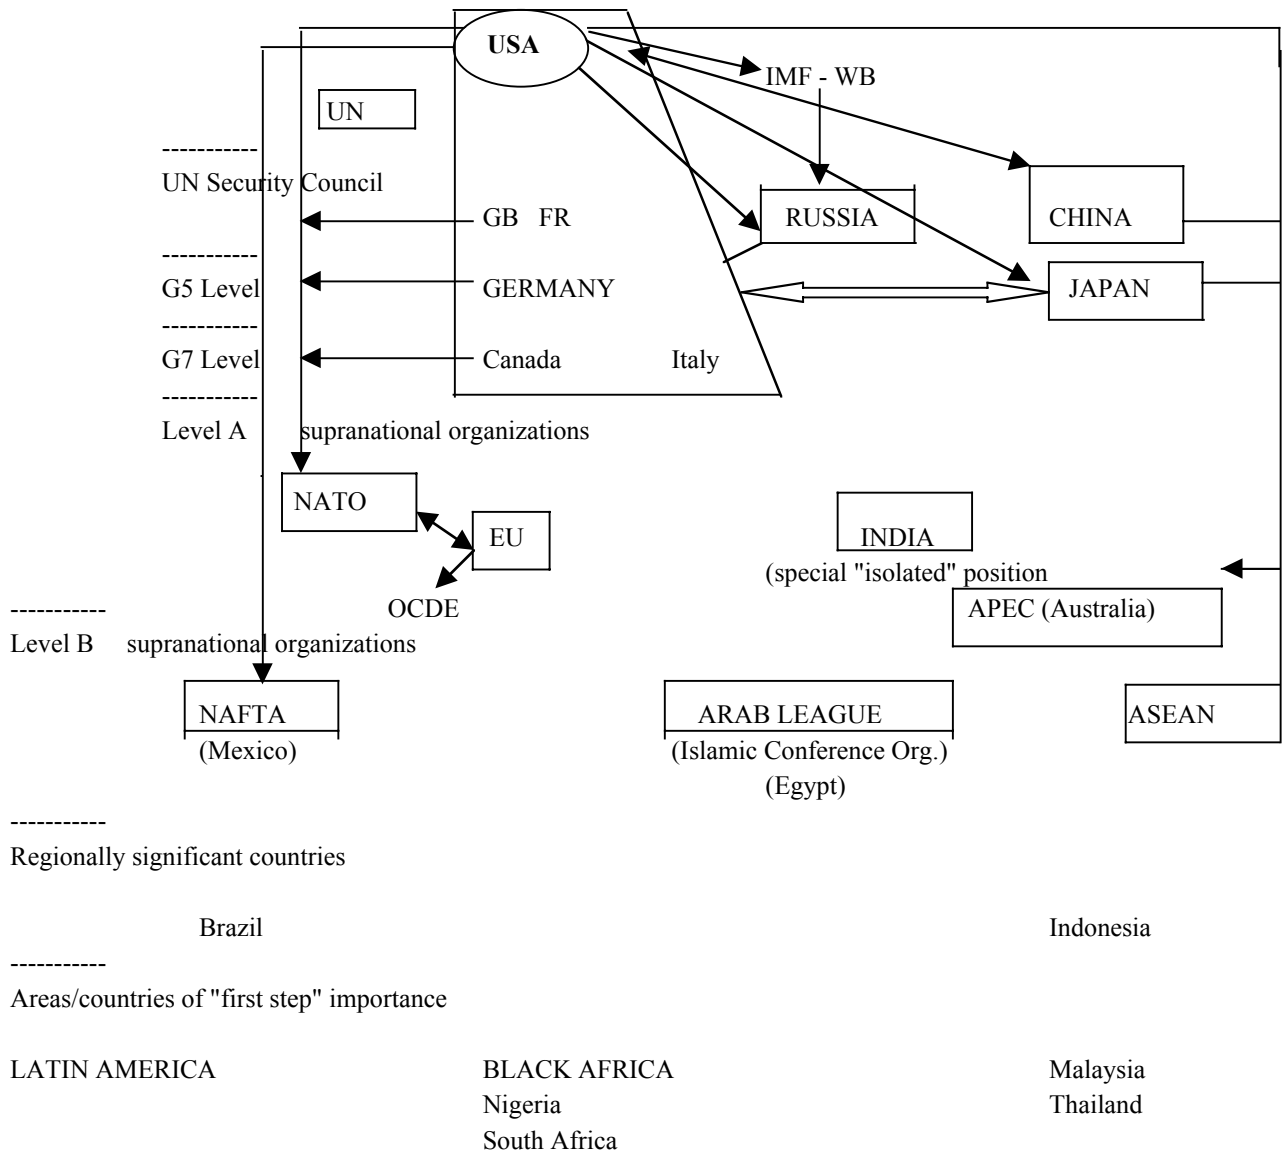 USA
IMF - WB
UN
-----------
UN Security Council
GB FR
RUSSIA
CHINA
-----------
G5 Level
GERMANY
JAPAN
-----------
G7 Level
Canada
Italy
-----------
Level A supranational organizations
NATO
EU
INDIA
(special "isolated" position
OCDE
APEC (Australia)
-----------
Level B supranational organizations
NAFTA
ARAB LEAGUE
ASEAN
(Mexico)
(Islamic Conference Org.)
(Egypt)
-----------
Regionally significant countries
Brazil
Indonesia
-----------
Areas/countries of "first step" importance
LATIN AMERICA
BLACK AFRICA
Malaysia
Nigeria
Thailand
South Africa